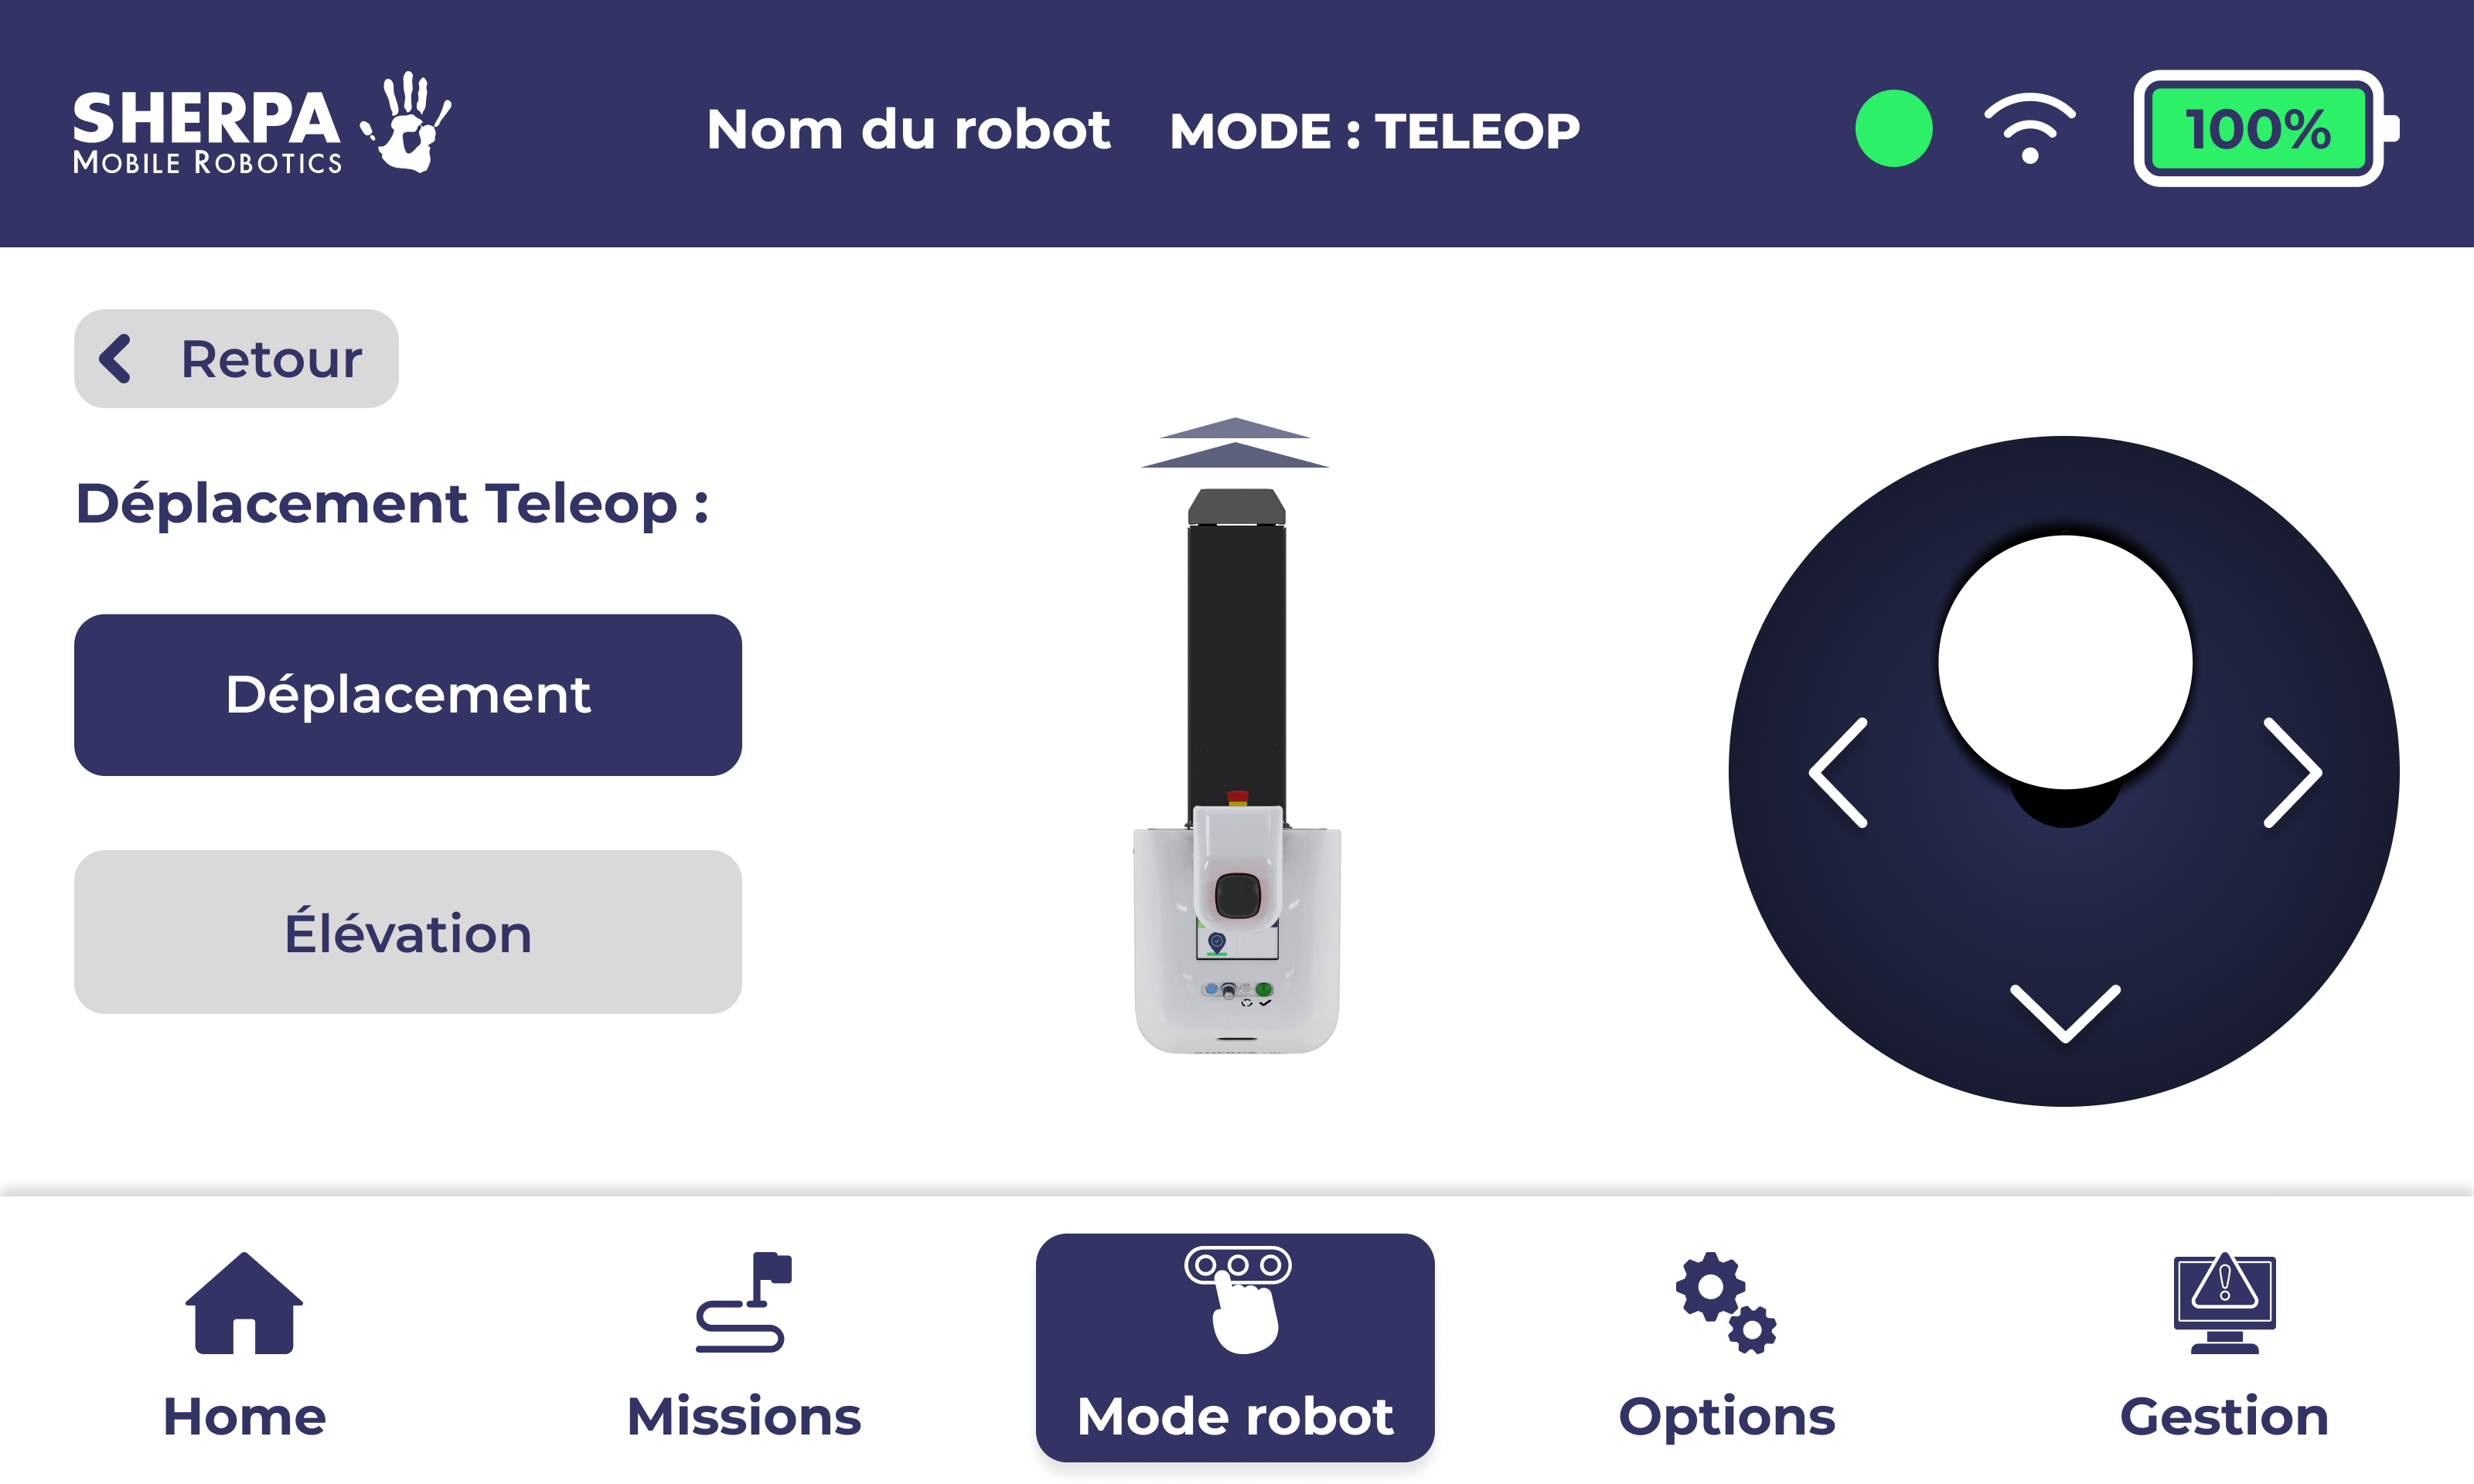 SHERPA
MOBILE ROBOTICS
Nom du robot MODE : TELEOP
100%
Retour
Déplacement Teleop :
Déplacement
Élévation
Home
Missions
Mode robot
Options
Gestion